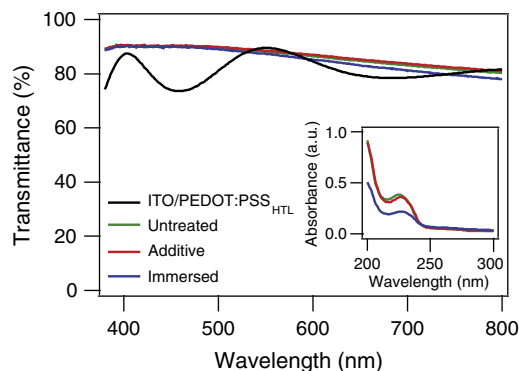 100
80
60
40
20
0
Transmittance (%)
ITO/PEDOT:PSS_HTL
Untreated
Additive
Immersed
1.0
0.5
0.0
Absorbance (a.u.)
200 250 300
Wavelength (nm)
400 500 600 700 800
Wavelength (nm)